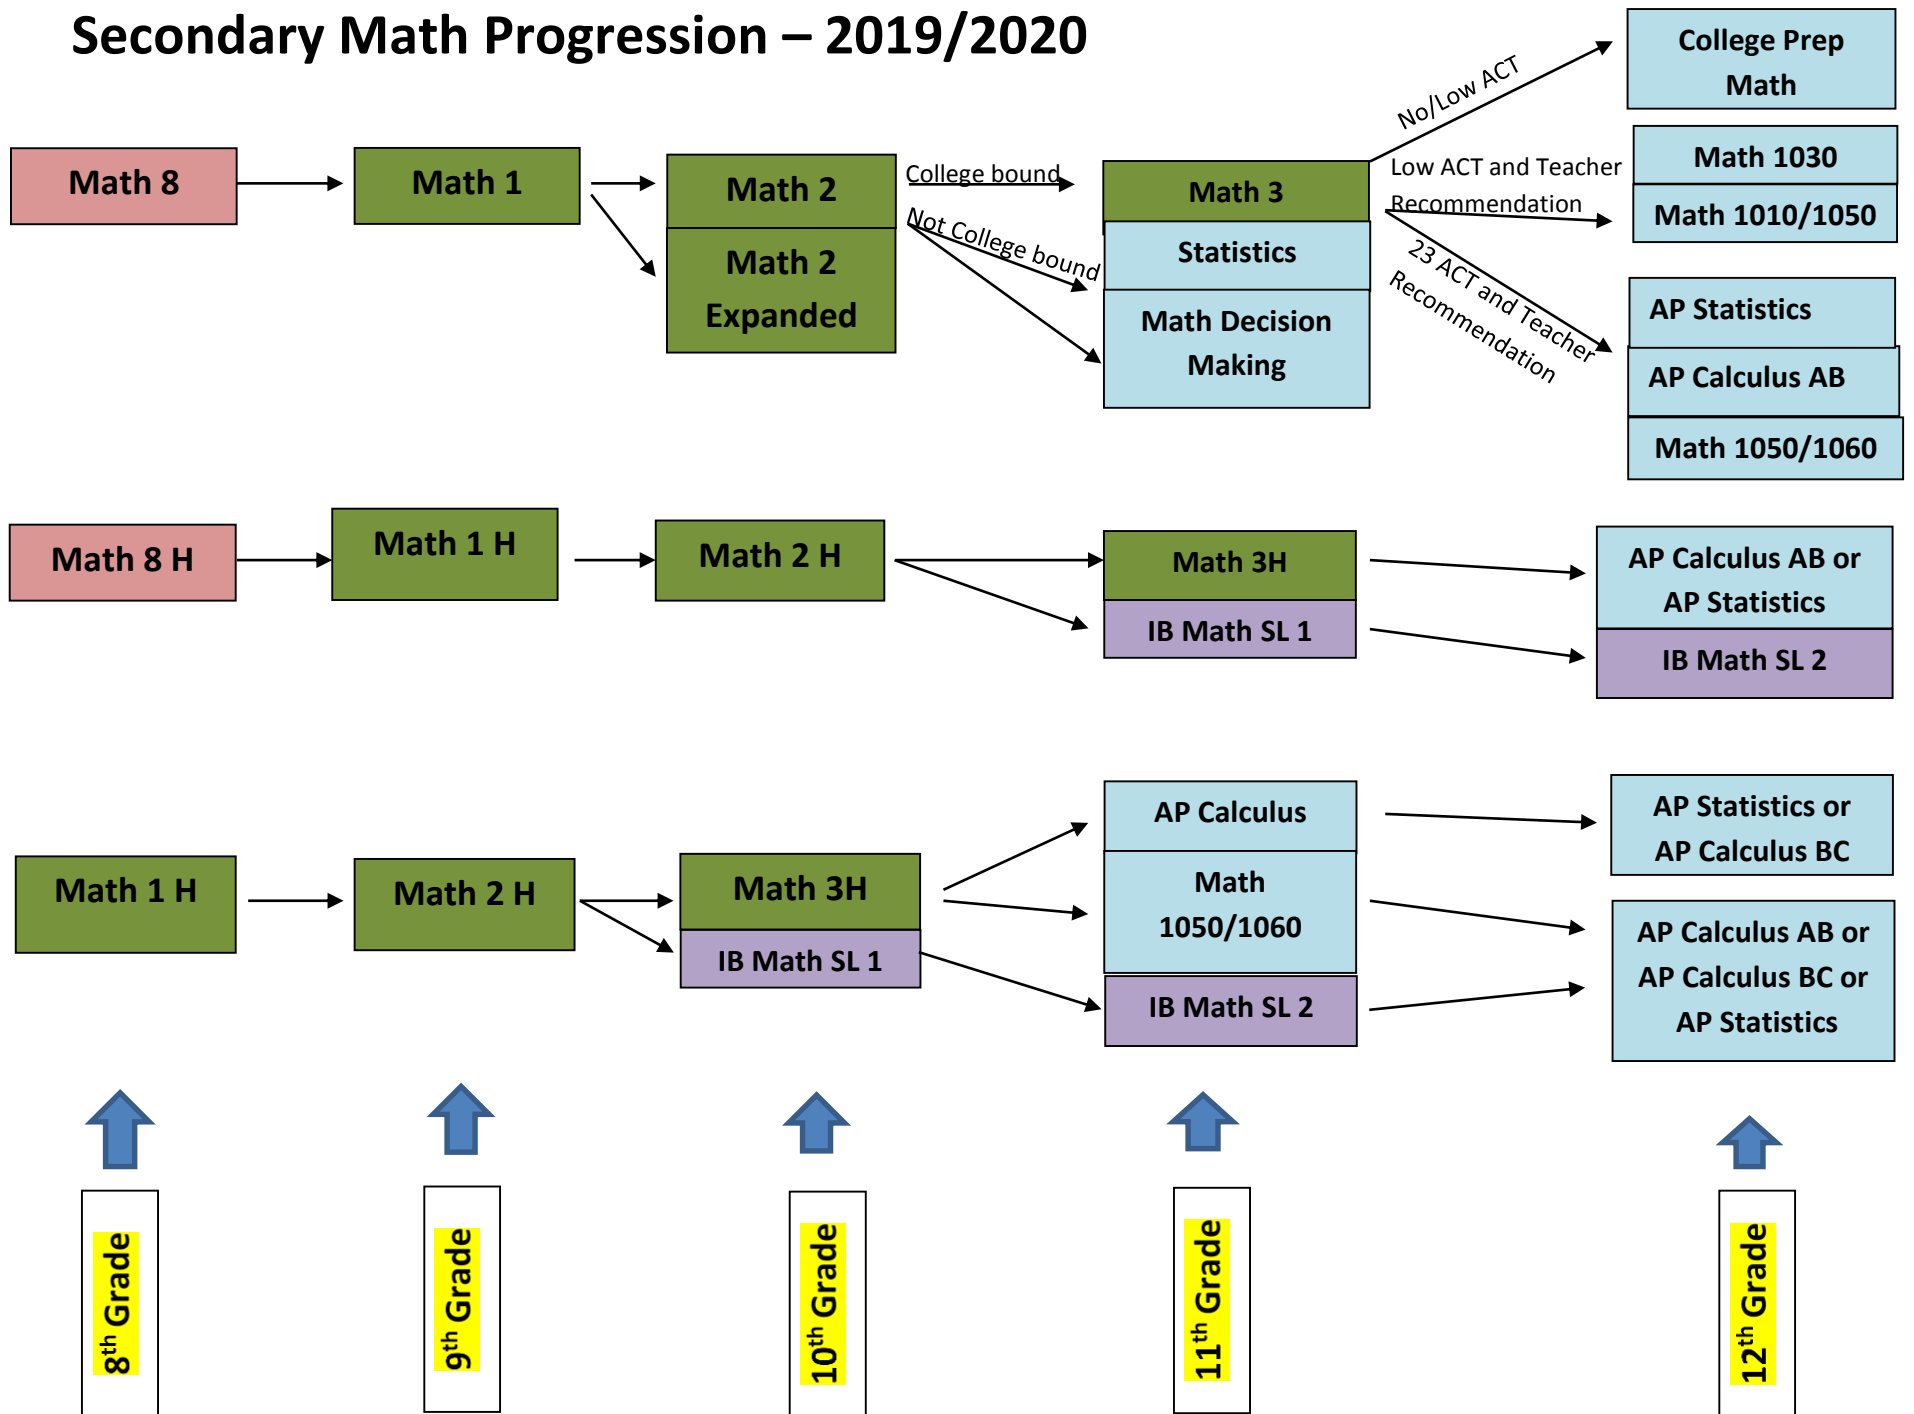 Secondary Math Progression – 2019/2020
Math 8
Math 1
Math 2
Math 2
Expanded
College bound
Not College bound
Math 3
Statistics
Math Decision
Making
No/Low ACT
Low ACT and Teacher
Recommendation
23 ACT and Teacher
Recommendation
College Prep
Math
Math 1030
Math 1010/1050
AP Statistics
AP Calculus AB
Math 1050/1060
Math 8 H
Math 1 H
Math 2 H
Math 3H
IB Math SL 1
AP Calculus AB or
AP Statistics
IB Math SL 2
Math 1 H
Math 2 H
Math 3H
IB Math SL 1
AP Calculus
Math
1050/1060
IB Math SL 2
AP Statistics or
AP Calculus BC
AP Calculus AB or
AP Calculus BC or
AP Statistics
8th Grade
9th Grade
10th Grade
11th Grade
12th Grade